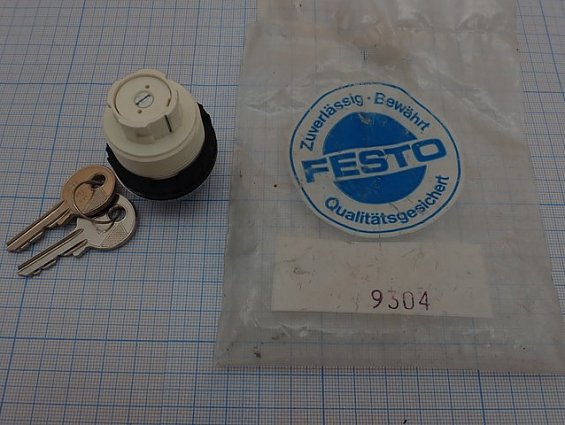 Zuverlässig · Bewährt
FESTO
Qualitätsgesichert
9304